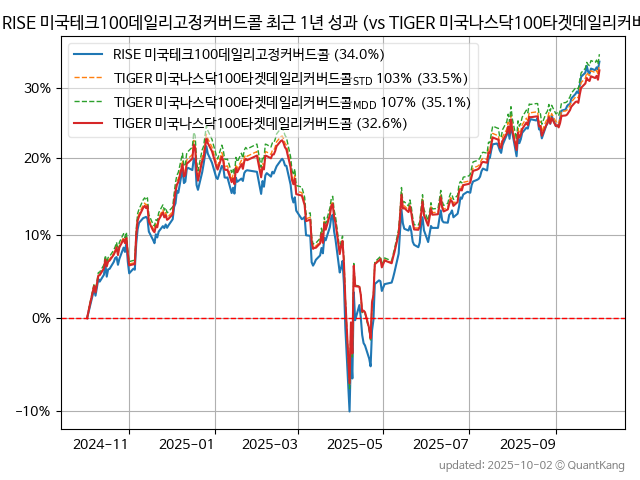 RISE 미국테크100데일리고정커버드콜 최근 1년 성과 (vs TIGER 미국나스닥100타겟데일리커버
RISE 미국테크100데일리고정커버드콜 (34.0%)
TIGER 미국나스닥100타겟데일리커버드콜STD 103% (33.5%)
TIGER 미국나스닥100타겟데일리커버드콜MDD 107% (35.1%)
TIGER 미국나스닥100타겟데일리커버드콜 (32.6%)
30%
20%
10%
0%
-10%
2024-11 2025-01 2025-03 2025-05 2025-07 2025-09
updated: 2025-10-02 © QuantKang